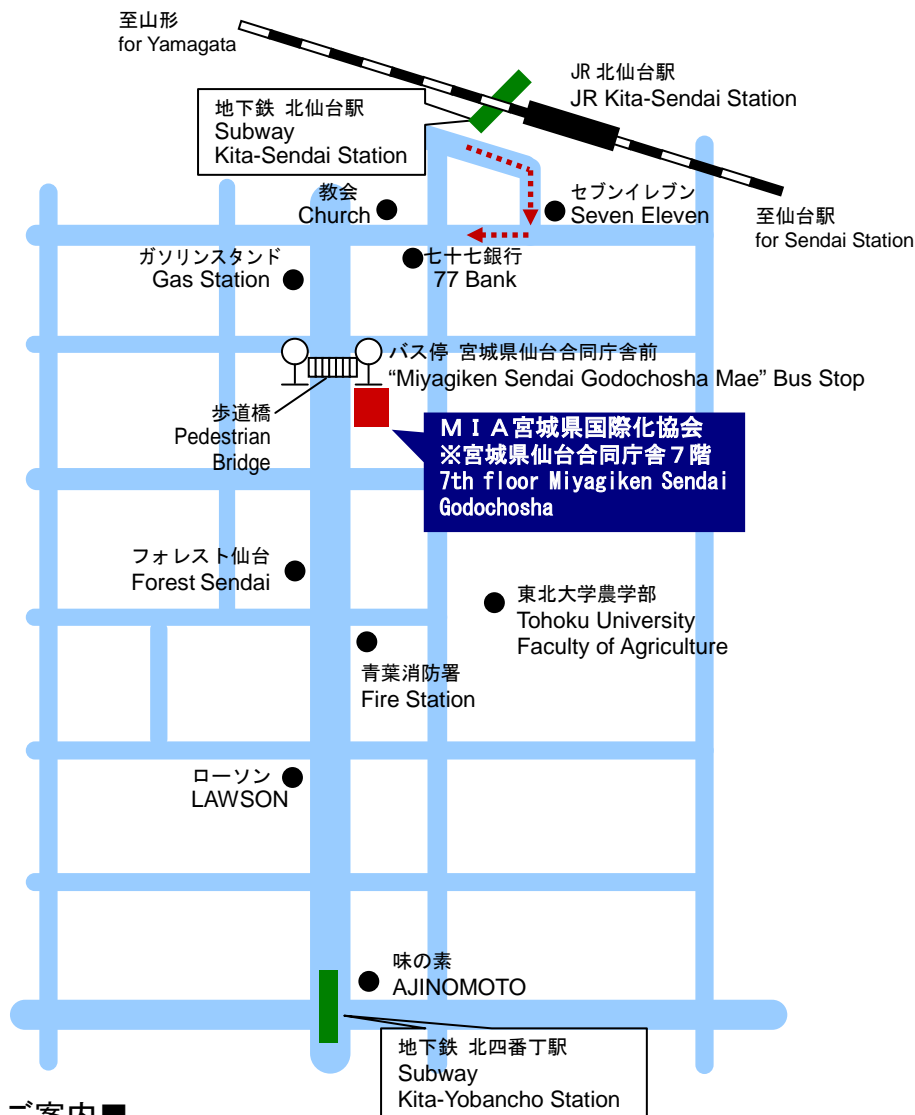 至山形
for Yamagata
JR 北仙台駅
JR Kita-Sendai Station
地下鉄 北仙台駅
Subway
Kita-Sendai Station
教会
Church
セブンイレブン
Seven Eleven
至仙台駅
for Sendai Station
ガソリンスタンド
Gas Station
七十七銀行
77 Bank
バス停 宮城県仙台合同庁舎前
“Miyagiken Sendai Godochosha Mae” Bus Stop
歩道橋
Pedestrian
Bridge
ＭＩＡ宮城県国際化協会
※宮城県仙台合同庁舎７階
7th floor Miyagiken Sendai
Godochosha
フォレスト仙台
Forest Sendai
東北大学農学部
Tohoku University
Faculty of Agriculture
青葉消防署
Fire Station
ローソン
LAWSON
味の素
AJINOMOTO
地下鉄 北四番丁駅
Subway
Kita-Yobancho Station
ご案内■